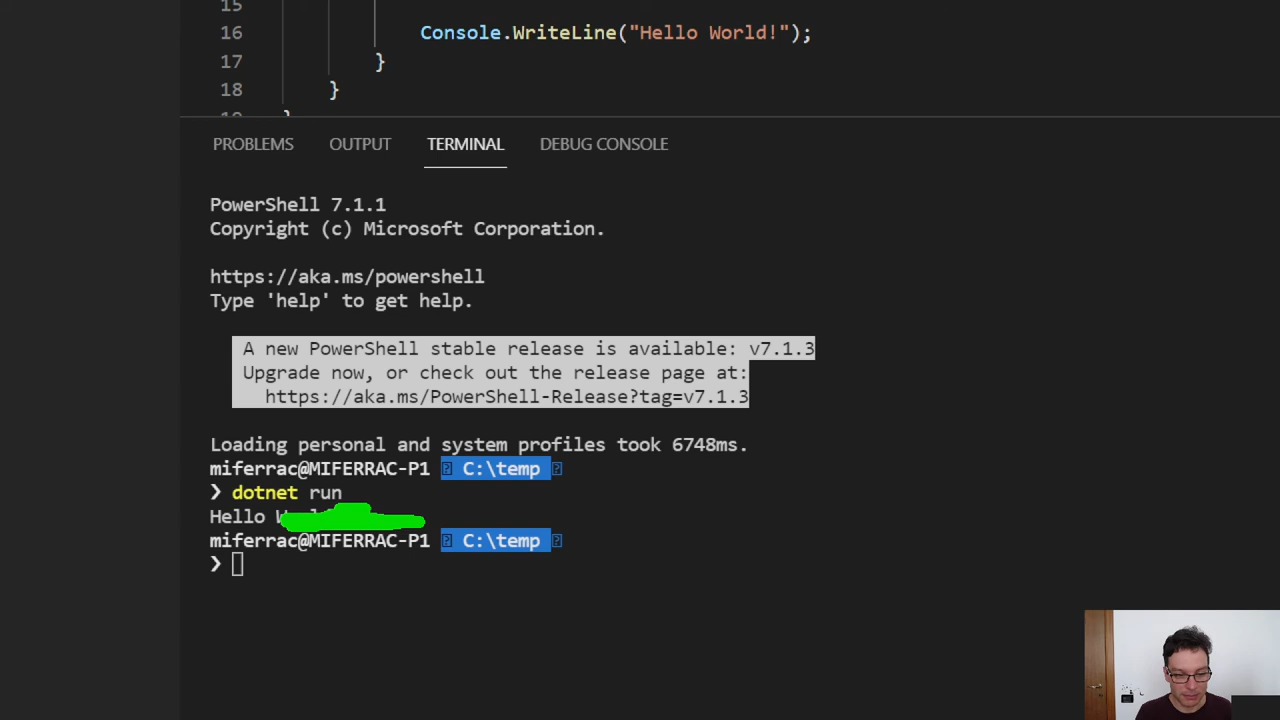 15
16 Console.WriteLine("Hello World!");
17 }
18 }
PROBLEMS OUTPUT TERMINAL DEBUG CONSOLE
PowerShell 7.1.1
Copyright (c) Microsoft Corporation.
https://aka.ms/powershell
Type 'help' to get help.
A new PowerShell stable release is available: v7.1.3
Upgrade now, or check out the release page at:
https://aka.ms/PowerShell-Release?tag=v7.1.3
Loading personal and system profiles took 6748ms.
miferrac@MIFERRAC-P1 C:\temp
❯ dotnet run
Hello
miferrac@MIFERRAC-P1 C:\temp
❯